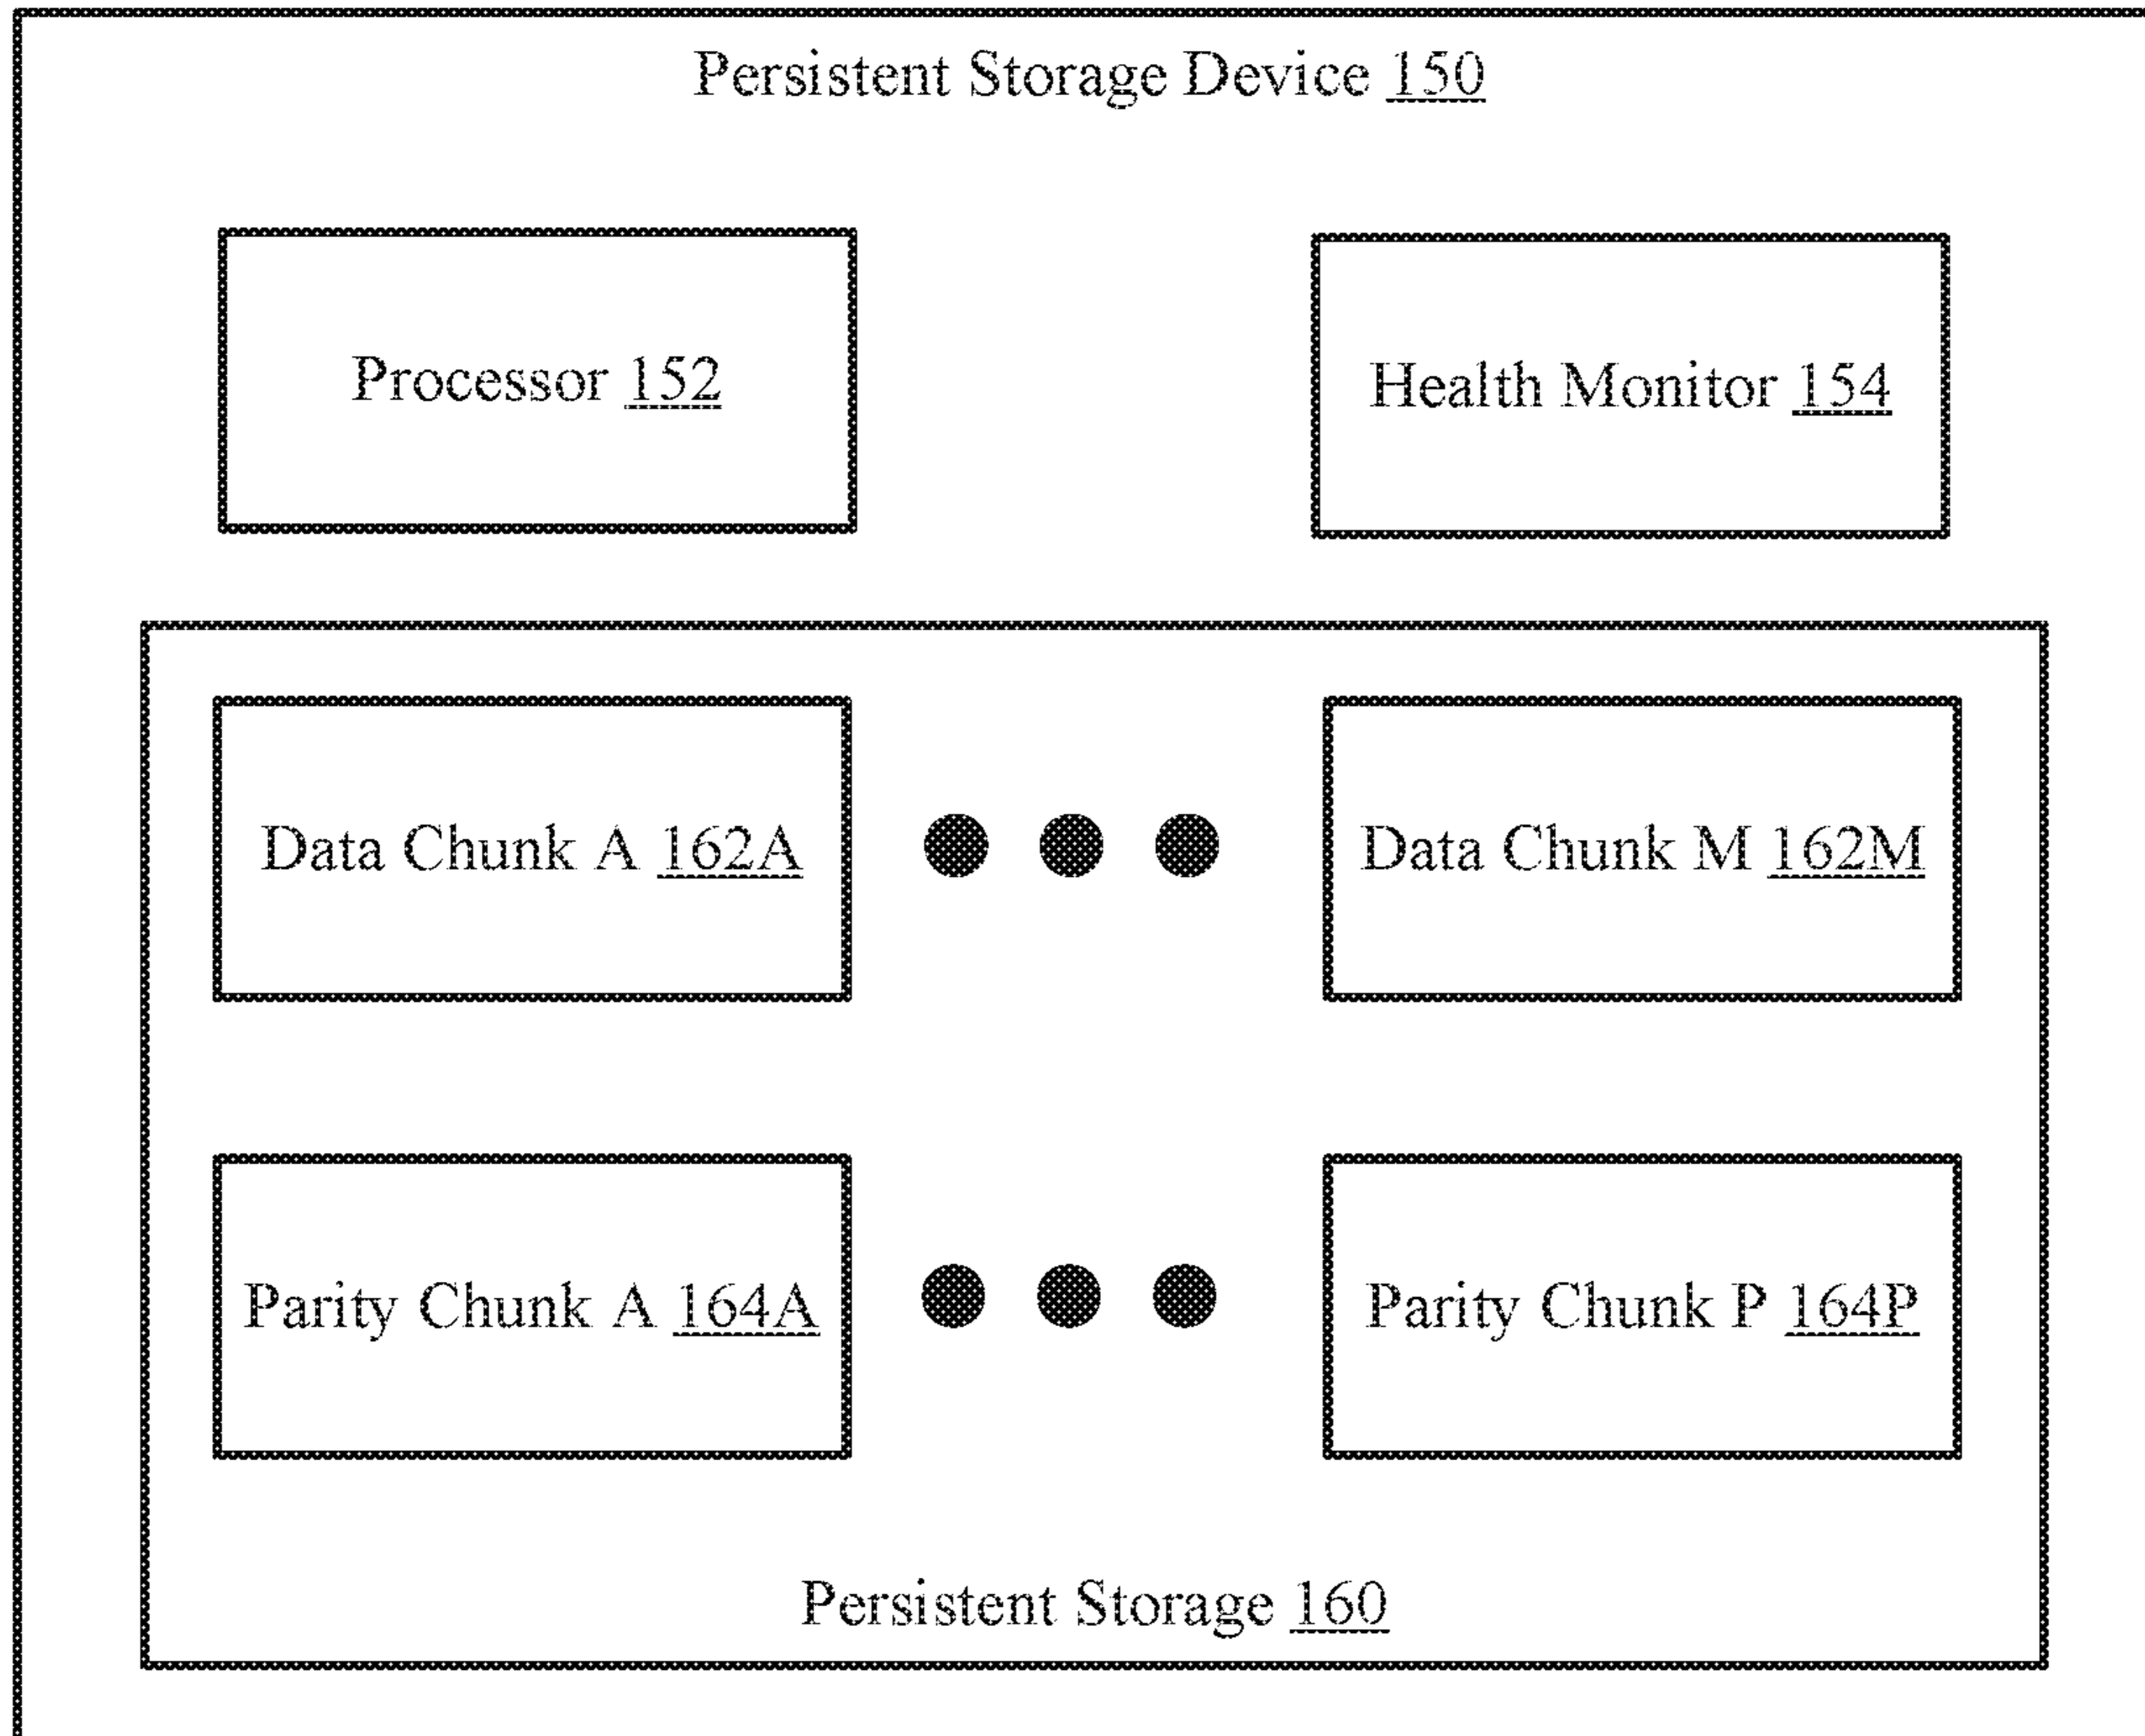 Persistent Storage Device 150
Processor 152
Health Monitor 154
Data Chunk A 162A
Data Chunk M 162M
Parity Chunk A 164A
Parity Chunk P 164P
Persistent Storage 160